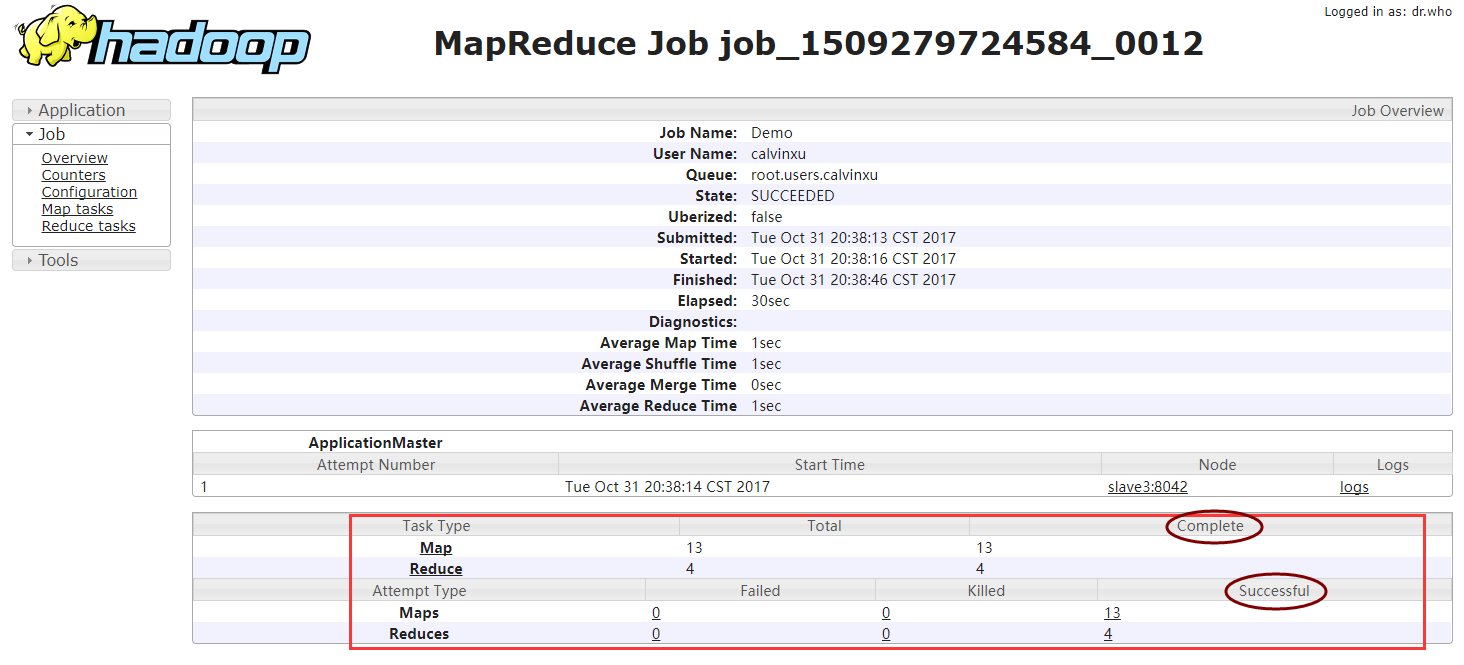 Logged in as: dr.who
hadoop
MapReduce Job job_1509279724584_0012
Application
Job
Overview
Counters
Configuration
Map tasks
Reduce tasks
Tools
Job Overview
Job Name: Demo
User Name: calvinxu
Queue: root.users.calvinxu
State: SUCCEEDED
Uberized: false
Submitted: Tue Oct 31 20:38:13 CST 2017
Started: Tue Oct 31 20:38:16 CST 2017
Finished: Tue Oct 31 20:38:46 CST 2017
Elapsed: 30sec
Diagnostics:
Average Map Time 1sec
Average Shuffle Time 1sec
Average Merge Time 0sec
Average Reduce Time 1sec
ApplicationMaster
Attempt Number Start Time Node Logs
1 Tue Oct 31 20:38:14 CST 2017 slave3:8042 logs
Task Type Total Complete
Map 13 13
Reduce 4 4
Attempt Type Failed Killed Successful
Maps 0 0 13
Reduces 0 0 4